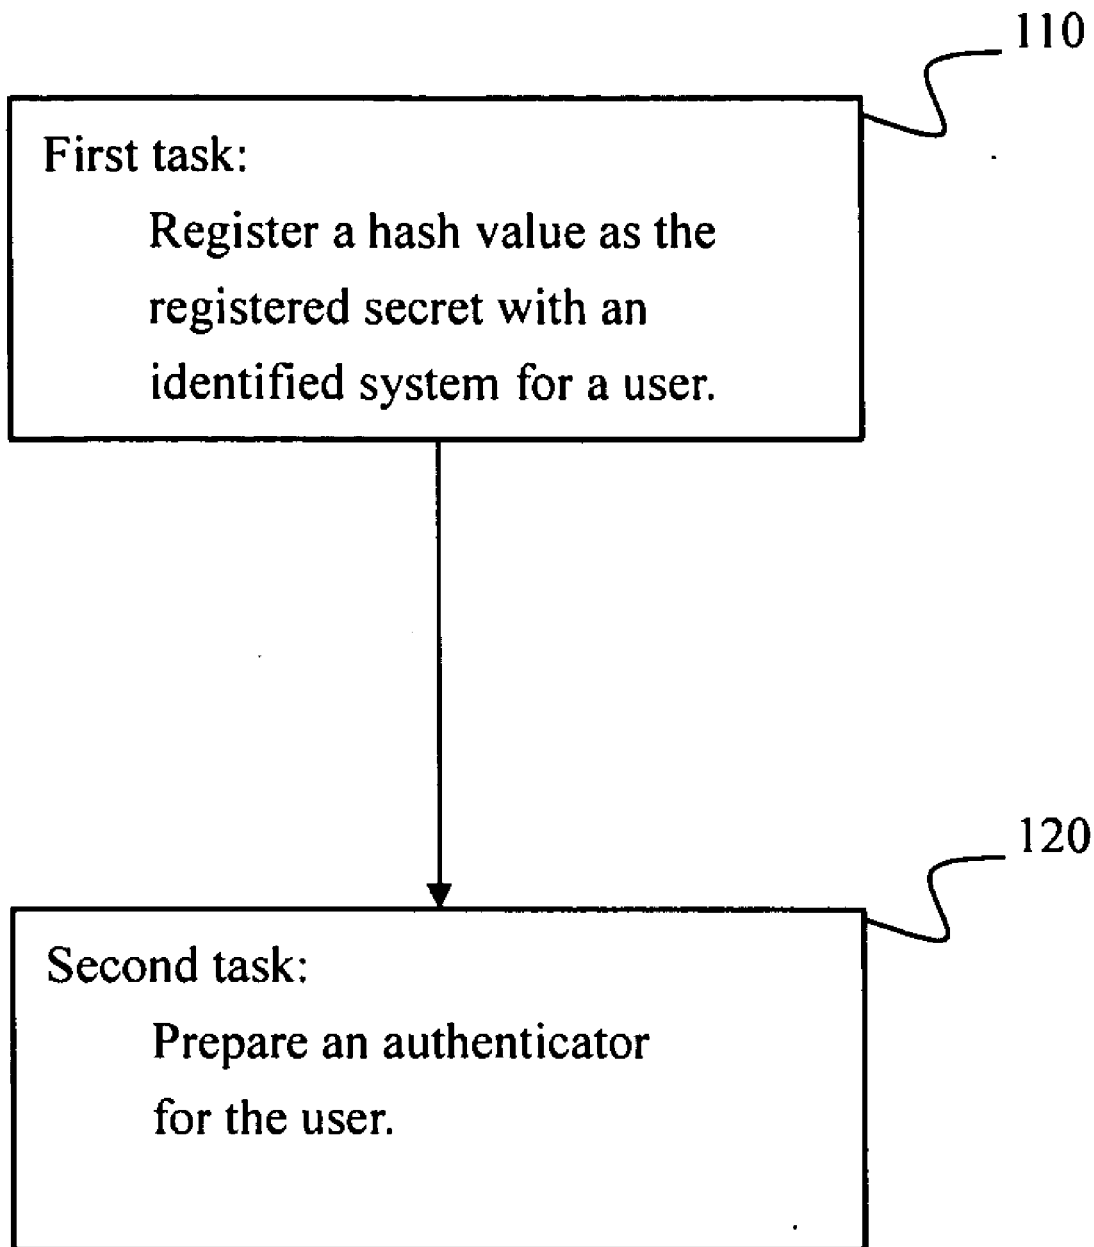 110
First task:
Register a hash value as the
registered secret with an
identified system for a user.
120
Second task:
Prepare an authenticator
for the user.